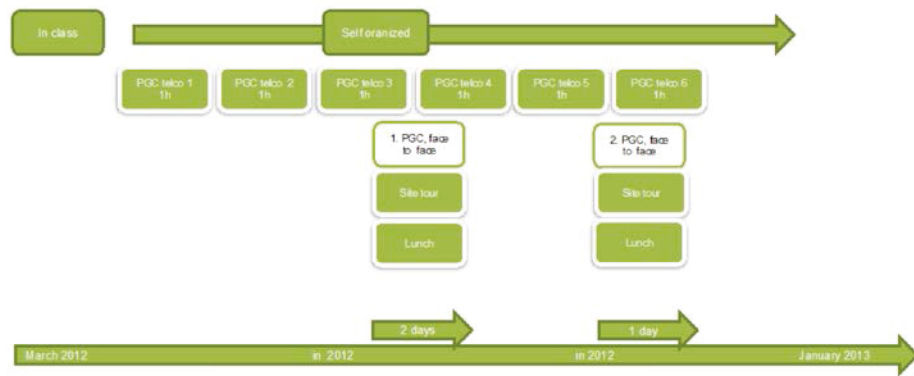 In class
Self oranized
PGC telco 1
1h
PGC telco 2
1h
PGC telco 3
1h
PGC telco 4
1h
PGC telco 5
1h
PGC telco 6
1h
1. PGC, face
to face
2. PGC, face
to face
Site tour
Site tour
Lunch
Lunch
2 days
1 day
March 2012
in 2012
in 2012
January 2013